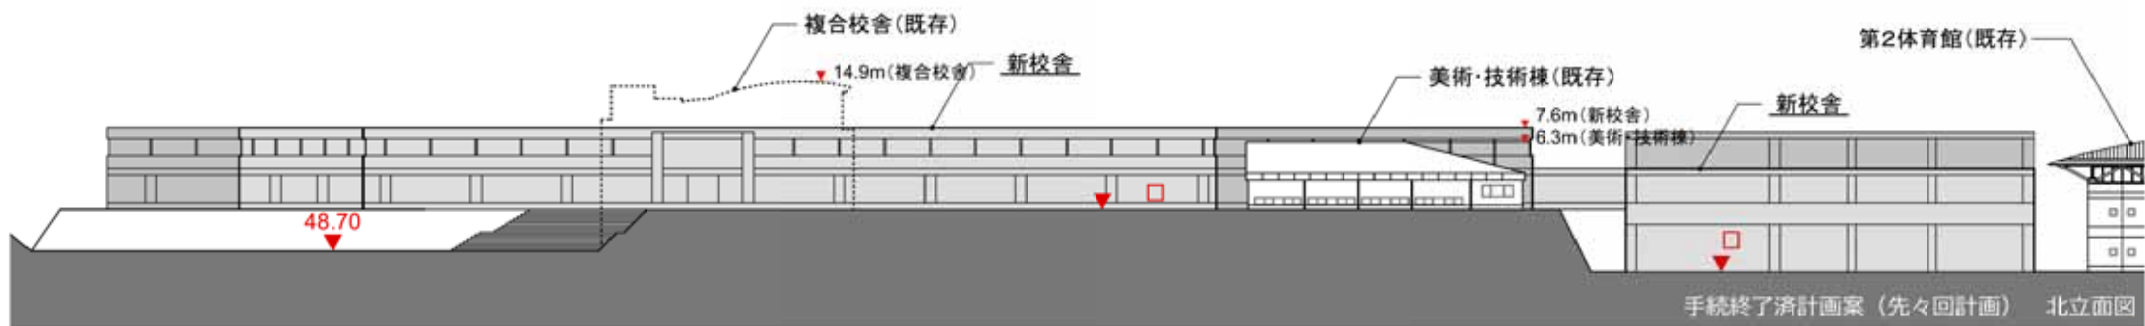 複合校舎(既存)
14.9m(複合校舎)
新校舎
美術・技術棟(既存)
7.6m(新校舎)
6.3m(美術・技術棟)
新校舎
第2体育館(既存)
48.70
手続終了済計画案(先々回計画) 北立面図